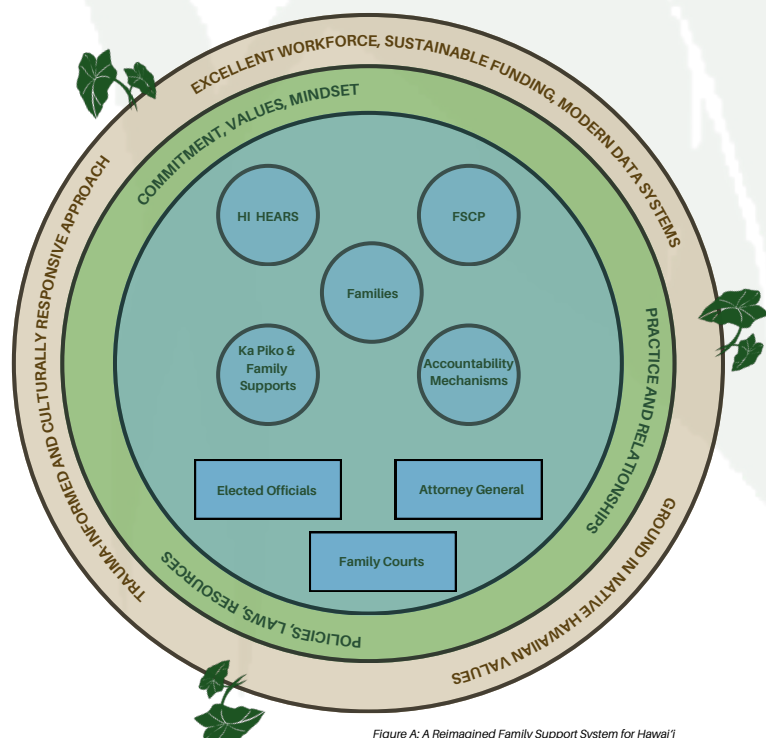 EXCELLENT WORKFORCE, SUSTAINABLE FUNDING, MODERN DATA SYSTEMS
TRAUMA-INFORMED AND CULTURALLY RESPONSIVE APPROACH
GROUND IN NATIVE HAWAIIAN VALUES
COMMITMENT, VALUES, MINDSET
PRACTICE AND RELATIONSHIPS
POLICIES, LAWS, RESOURCES
HI HEARS
FSCP
Families
Ka Piko &
Family
Supports
Accountability
Mechanisms
Elected Officials
Attorney General
Family Courts
Figure A: A Reimagined Family Support System for Hawai‘i